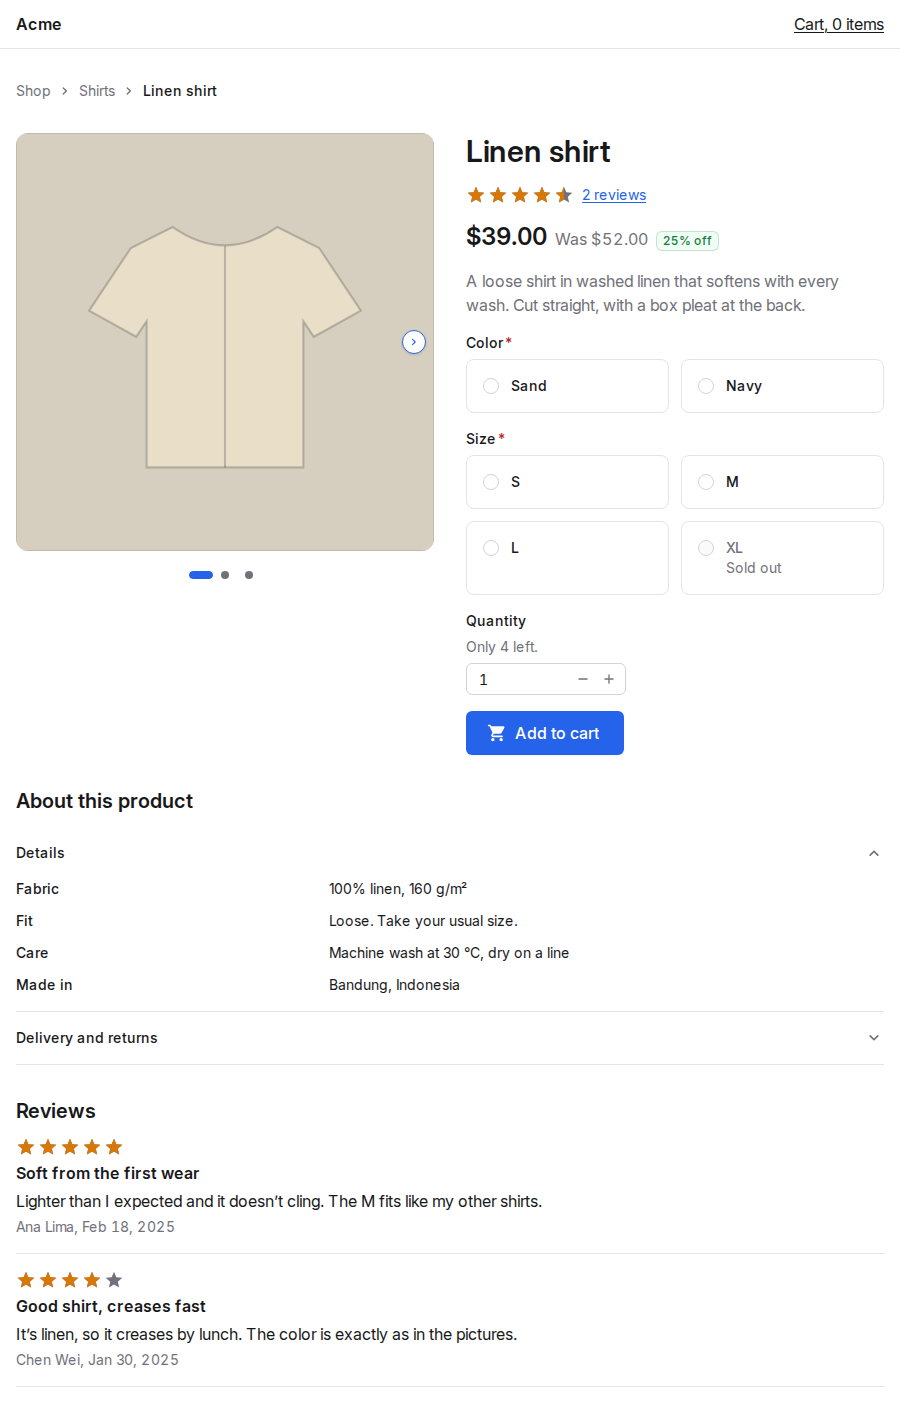 Acme
Cart, 0 items
Shop
Shirts
Linen shirt
Linen shirt
2 reviews
$39.00 Was $52.00 25% off
A loose shirt in washed linen that softens with every
wash. Cut straight, with a box pleat at the back.
Color*
Sand
Navy
Size*
S
M
L
XL
Sold out
Quantity
Only 4 left.
1
Add to cart
About this product
Details
Fabric 100% linen, 160 g/m²
Fit Loose. Take your usual size.
Care Machine wash at 30 °C, dry on a line
Made in Bandung, Indonesia
Delivery and returns
Reviews
Soft from the first wear
Lighter than I expected and it doesn’t cling. The M fits like my other shirts.
Ana Lima, Feb 18, 2025
Good shirt, creases fast
It’s linen, so it creases by lunch. The color is exactly as in the pictures.
Chen Wei, Jan 30, 2025